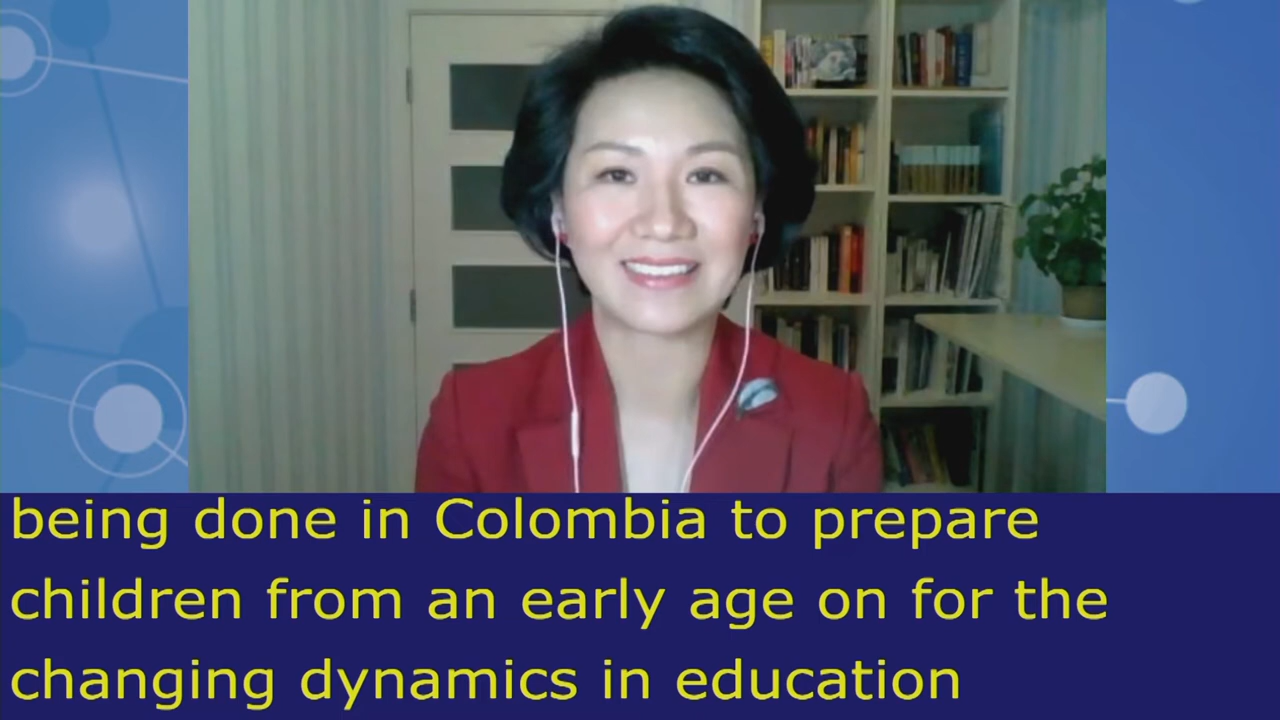 being done in Colombia to prepare
children from an early age on for the
changing dynamics in education